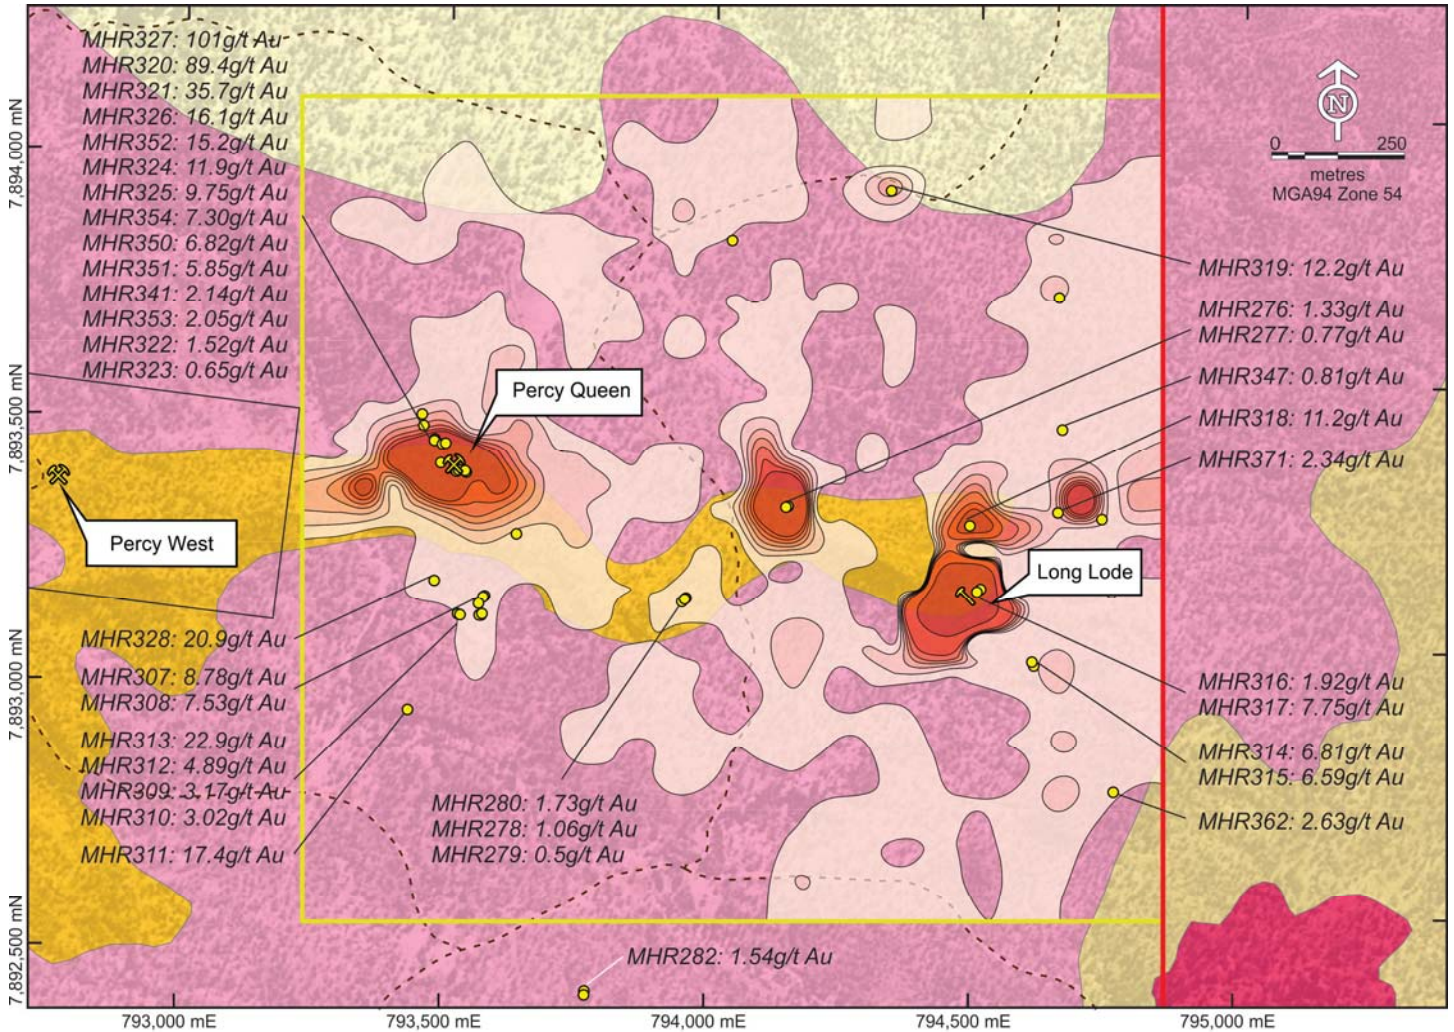 MHR327: 101g/t Au
MHR320: 89.4g/t Au
MHR321: 35.7g/t Au
MHR326: 16.1g/t Au
MHR352: 15.2g/t Au
MHR324: 11.9g/t Au
MHR325: 9.75g/t Au
MHR354: 7.30g/t Au
MHR350: 6.82g/t Au
MHR351: 5.85g/t Au
MHR341: 2.14g/t Au
MHR353: 2.05g/t Au
MHR322: 1.52g/t Au
MHR323: 0.65g/t Au
N
0 250
metres
MGA94 Zone 54
MHR319: 12.2g/t Au
MHR276: 1.33g/t Au
MHR277: 0.77g/t Au
MHR347: 0.81g/t Au
MHR318: 11.2g/t Au
MHR371: 2.34g/t Au
Percy Queen
Percy West
Long Lode
MHR328: 20.9g/t Au
MHR307: 8.78g/t Au
MHR308: 7.53g/t Au
MHR313: 22.9g/t Au
MHR312: 4.89g/t Au
MHR309: 3.17g/t Au
MHR310: 3.02g/t Au
MHR311: 17.4g/t Au
MHR280: 1.73g/t Au
MHR278: 1.06g/t Au
MHR279: 0.5g/t Au
MHR316: 1.92g/t Au
MHR317: 7.75g/t Au
MHR314: 6.81g/t Au
MHR315: 6.59g/t Au
MHR362: 2.63g/t Au
MHR282: 1.54g/t Au
7,894,000 mN
7,893,500 mN
7,893,000 mN
7,892,500 mN
793,000 mE
793,500 mE
794,000 mE
794,500 mE
795,000 mE